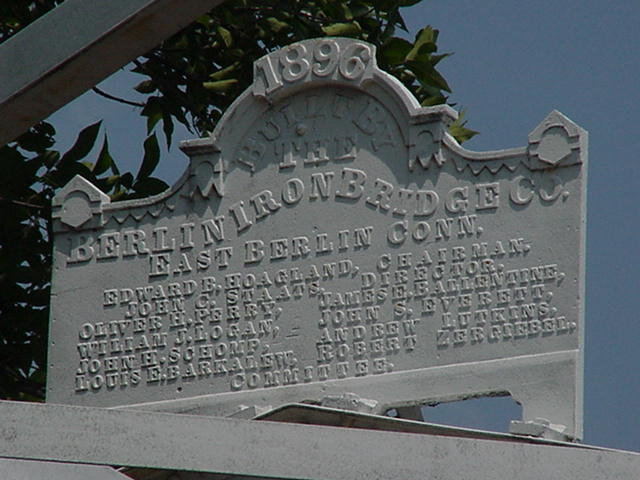 1896
BUILT BY
THE
BERLIN IRON BRIDGE CO.
EAST BERLIN CONN.
EDWARD B. HOAGLAND, CHAIRMAN,
JOHN C. STAATS, DIRECTOR,
OLIVER H. PERRY, JAMES E. BALLENTINE,
WILLIAM J. LOGAN, JOHN S. EVERETT,
JOHN H. SCHOMP, ANDREW LUTKINS,
LOUIS E. BARKALEW, ROBERT ZERGIEBEL,
COMMITTEE.